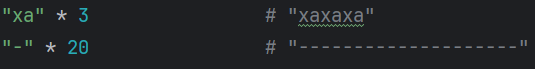 "xa" * 3                # "xaxaxa"
"-" * 20                # "--------------------"